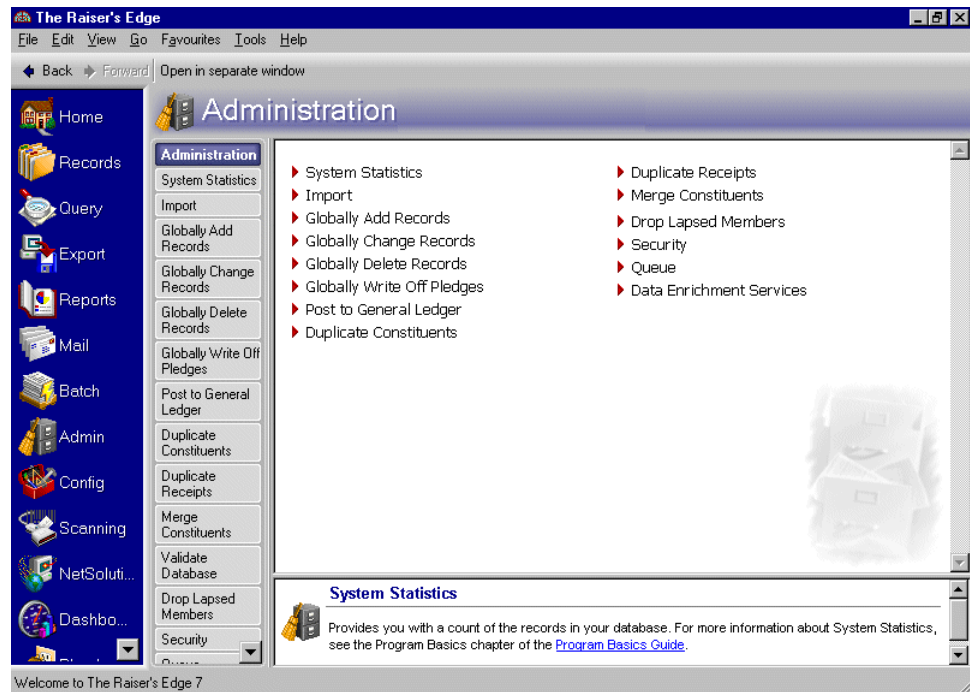 The Raiser's Edge
File Edit View Go Favourites Tools Help
Back Forward Open in separate window
Administration
Home
Records
Query
Export
Reports
Mail
Batch
Admin
Config
Scanning
NetSoluti...
Dashbo...
Administration
System Statistics
Import
Globally Add
Records
Globally Change
Records
Globally Delete
Records
Globally Write Off
Pledges
Post to General
Ledger
Duplicate
Constituents
Duplicate
Receipts
Merge
Constituents
Validate
Database
Drop Lapsed
Members
Security
System Statistics
Import
Globally Add Records
Globally Change Records
Globally Delete Records
Globally Write Off Pledges
Post to General Ledger
Duplicate Constituents
Duplicate Receipts
Merge Constituents
Drop Lapsed Members
Security
Queue
Data Enrichment Services
System Statistics
Provides you with a count of the records in your database. For more information about System Statistics,
see the Program Basics chapter of the Program Basics Guide.
Welcome to The Raiser's Edge 7